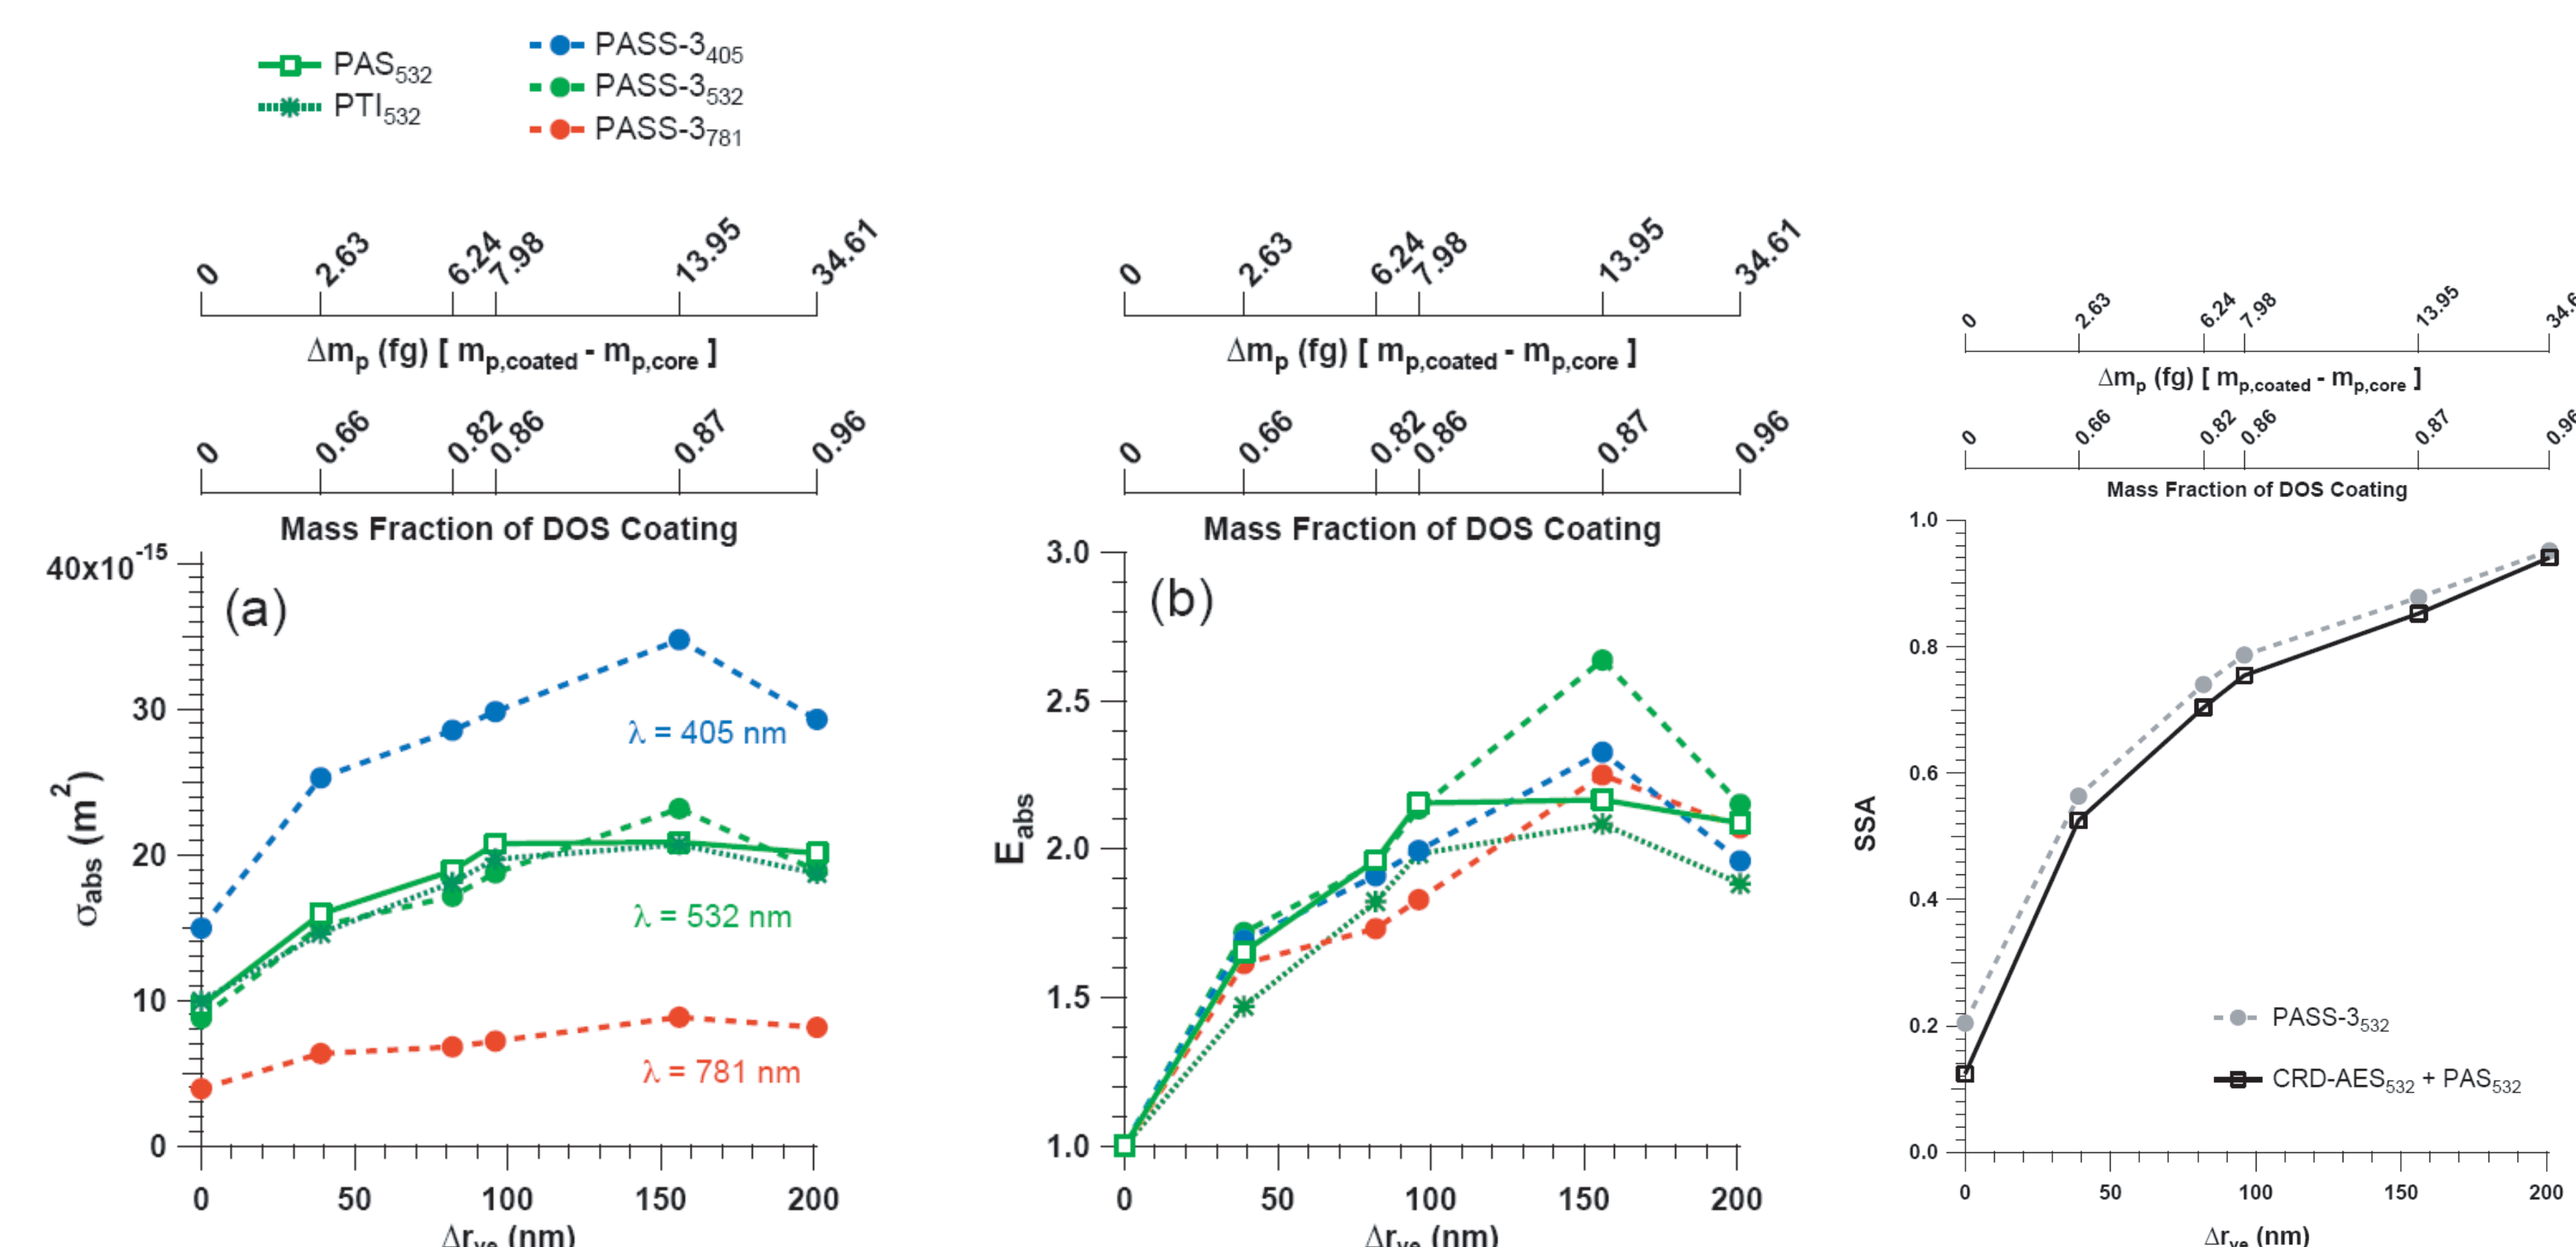 PAS532
PTI532
PASS-3405
PASS-3532
PASS-3781
0 2.63 6.24 7.98 13.95 34.61
Δmp (fg) [ mp,coated - mp,core ]
0 0.66 0.82 0.86 0.87 0.96
Mass Fraction of DOS Coating
40x10-15
30
20
10
0
σabs (m2)
(a)
λ = 405 nm
λ = 532 nm
λ = 781 nm
0 50 100 150 200
Δrve (nm)
0 2.63 6.24 7.98 13.95 34.61
Δmp (fg) [ mp,coated - mp,core ]
0 0.66 0.82 0.86 0.87 0.96
Mass Fraction of DOS Coating
3.0
2.5
2.0
1.5
1.0
Eabs
(b)
0 50 100 150 200
Δrve (nm)
0 2.63 6.24 7.98 13.95 34.6
Δmp (fg) [ mp,coated - mp,core ]
0 0.66 0.82 0.86 0.87 0.96
Mass Fraction of DOS Coating
1.0
0.8
0.6
0.4
0.2
0.0
SSA
PASS-3532
CRD-AES532 + PAS532
0 50 100 150 200
Δrve (nm)